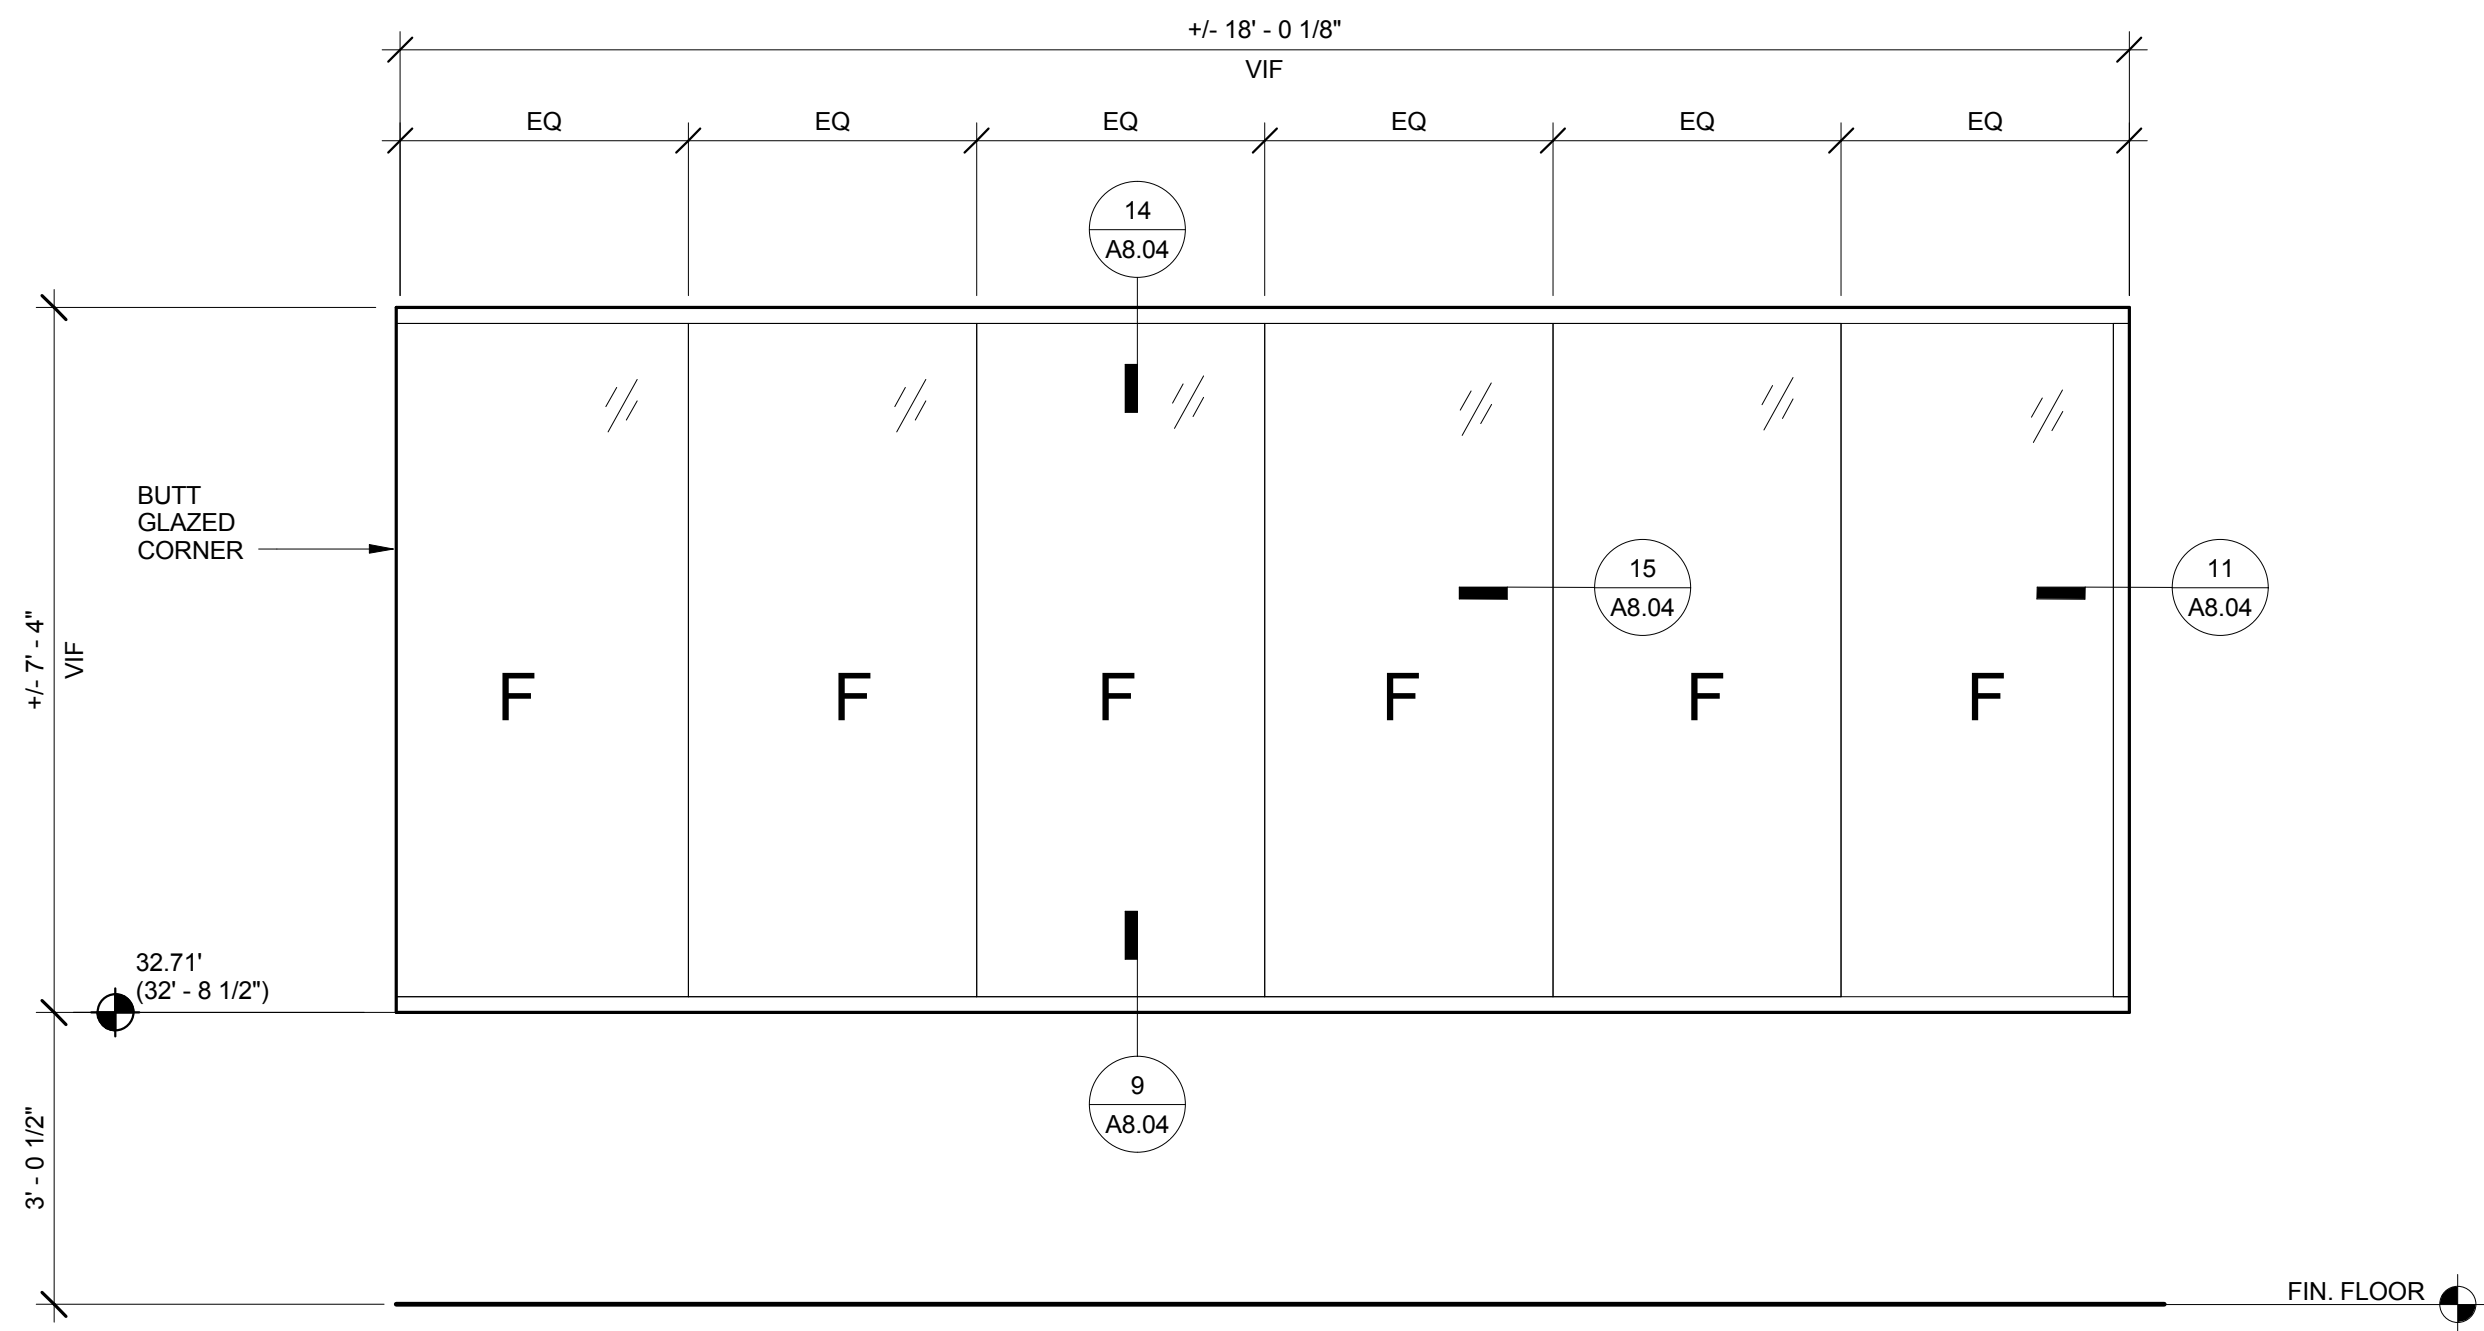 +/- 18' - 0 1/8"
VIF
EQ EQ EQ EQ EQ EQ
14
A8.04
BUTT
GLAZED
CORNER
15
A8.04
11
A8.04
+/- 7' - 4"
VIF
F F F F F F
32.71'
(32' - 8 1/2")
9
A8.04
3' - 0 1/2"
FIN. FLOOR